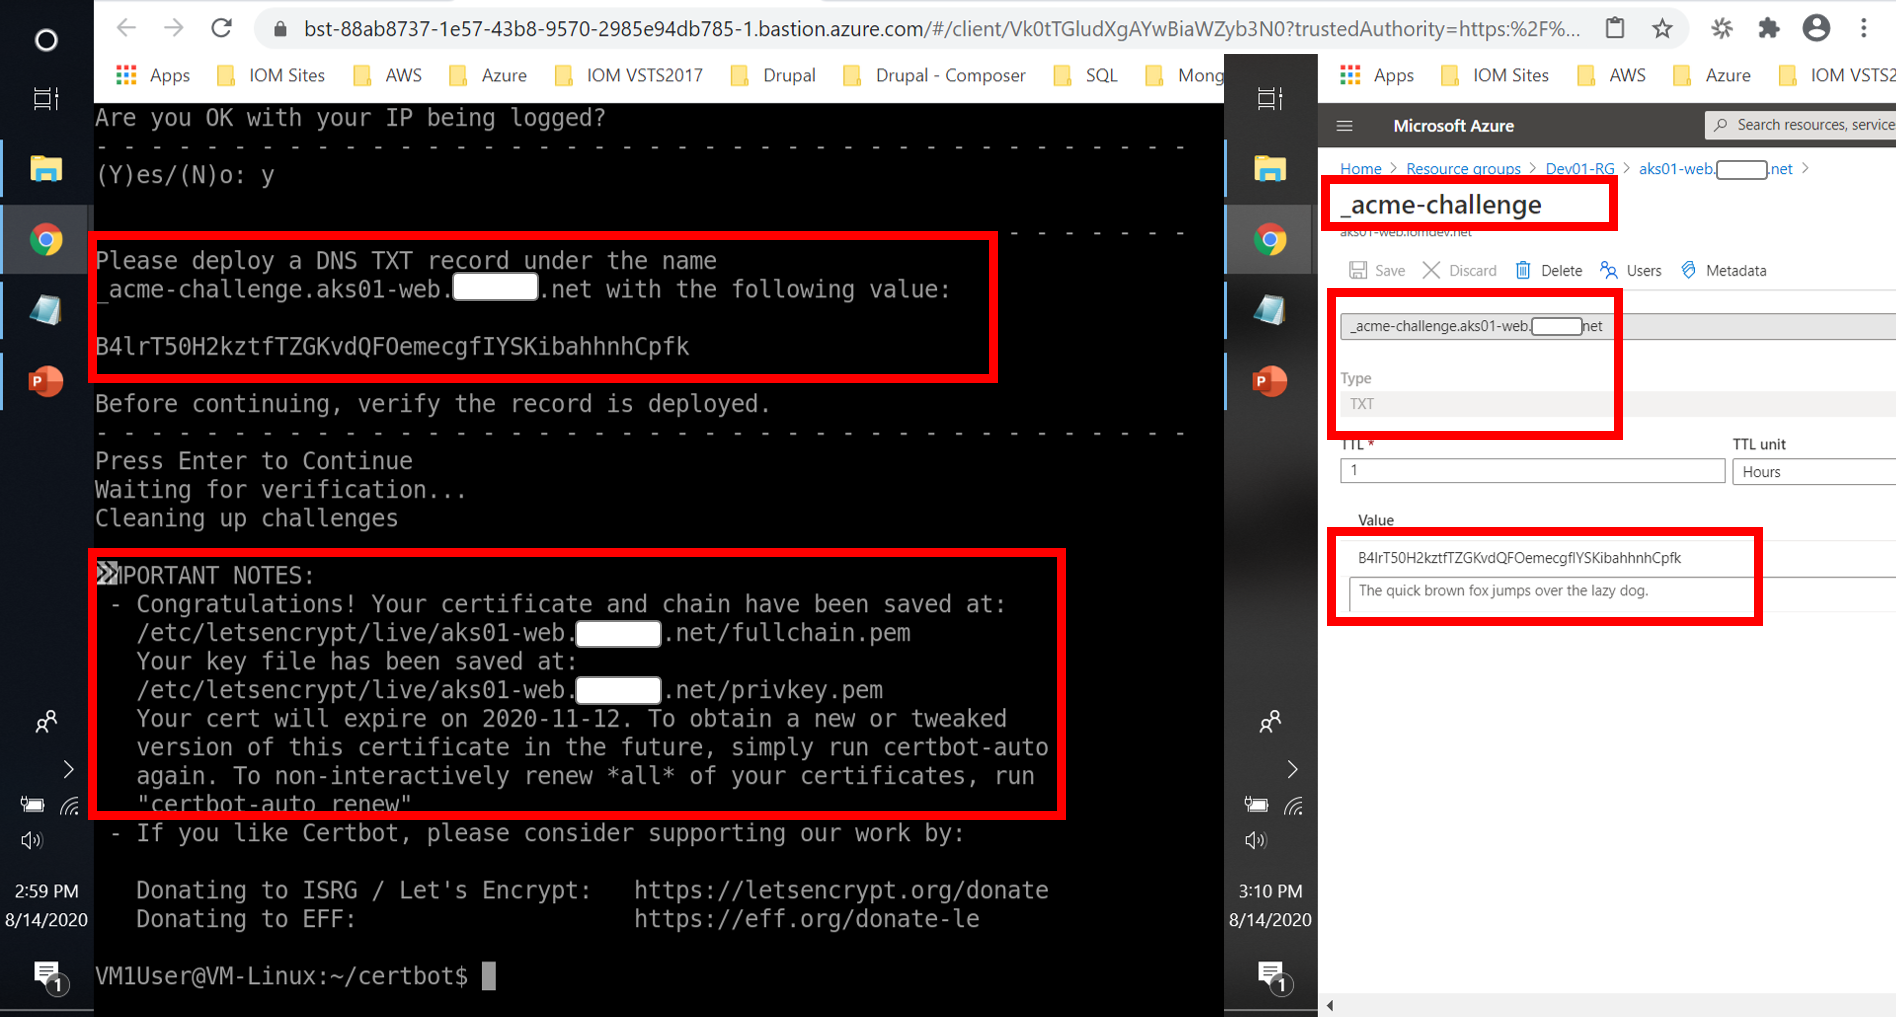 bst-88ab8737-1e57-43b8-9570-2985e94db785-1.bastion.azure.com/#/client/Vk0tTGludXgAYwBiaWZyb3N0?trustedAuthority=https:%2F%...
Apps IOM Sites AWS Azure IOM VSTS2017 Drupal Drupal - Composer SQL Mong
Are you OK with your IP being logged?
- - - - - - - - - - - - - - - - - - - - - - - - - - - - - - - - - - - - - - - -
(Y)es/(N)o: y
- - - - - - -
Please deploy a DNS TXT record under the name
_acme-challenge.aks01-web. .net with the following value:
B4lrT50H2kztfTZGKvdQFOemecgfIYSKibahhnhCpfk
Before continuing, verify the record is deployed.
- - - - - - - - - - - - - - - - - - - - - - - - - - - - - - - - - - - - - - - -
Press Enter to Continue
Waiting for verification...
Cleaning up challenges
IMPORTANT NOTES:
- Congratulations! Your certificate and chain have been saved at:
/etc/letsencrypt/live/aks01-web. .net/fullchain.pem
Your key file has been saved at:
/etc/letsencrypt/live/aks01-web. .net/privkey.pem
Your cert will expire on 2020-11-12. To obtain a new or tweaked
version of this certificate in the future, simply run certbot-auto
again. To non-interactively renew *all* of your certificates, run
"certbot-auto renew"
- If you like Certbot, please consider supporting our work by:
Donating to ISRG / Let's Encrypt: https://letsencrypt.org/donate
Donating to EFF: https://eff.org/donate-le
VM1User@VM-Linux:~/certbot$
2:59 PM
8/14/2020
1
Apps IOM Sites AWS Azure IOM VSTS2
Microsoft Azure
Search resources, service
Home > Resource groups > Dev01-RG > aks01-web. .net >
_acme-challenge
aks01-web.iomdev.net
Save Discard Delete Users Metadata
_acme-challenge.aks01-web. net
Type
TXT
TTL * TTL unit
1 Hours
Value
B4lrT50H2kztfTZGKvdQFOemecgfIYSKibahhnhCpfk
The quick brown fox jumps over the lazy dog.
3:10 PM
8/14/2020
1